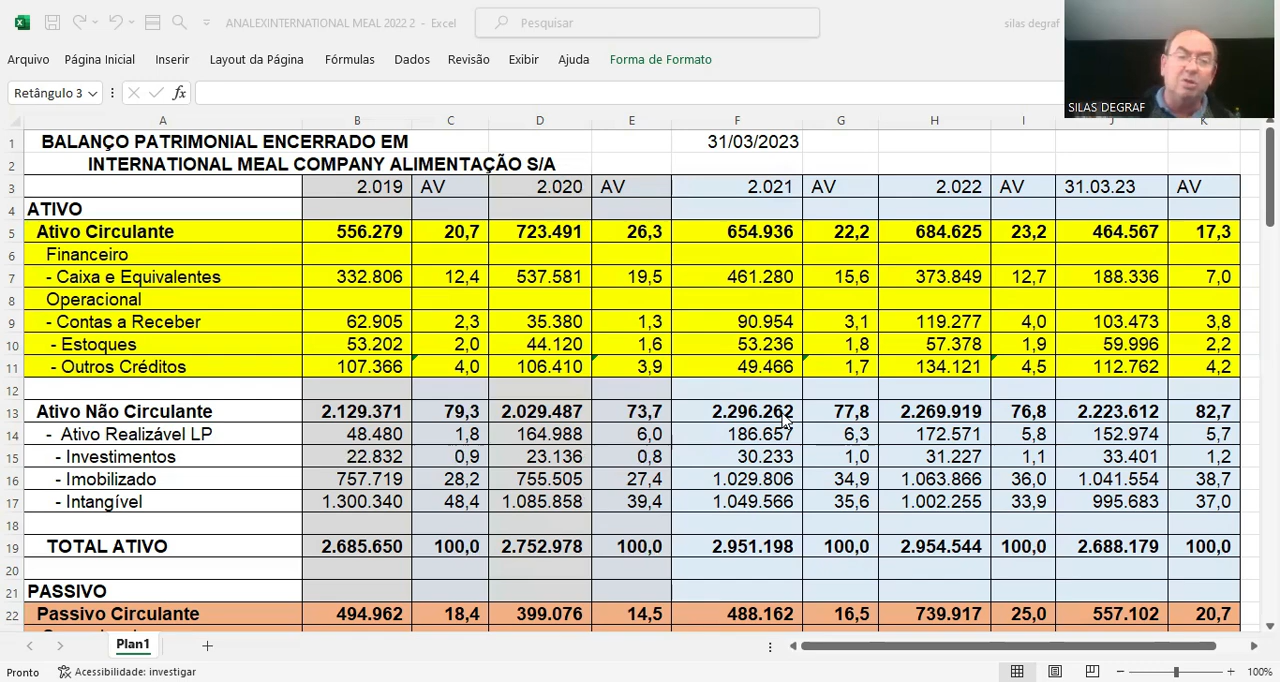 ANALEXINTERNATIONAL MEAL 2022 2 - Excel
Pesquisar
silas degraf
Arquivo Página Inicial Inserir Layout da Página Fórmulas Dados Revisão Exibir Ajuda Forma de Formato
SILAS DEGRAF
Retângulo 3 fx
A B C D E F G H I J K
1 BALANÇO PATRIMONIAL ENCERRADO EM 31/03/2023
2 INTERNATIONAL MEAL COMPANY ALIMENTAÇÃO S/A
3 2.019 AV 2.020 AV 2.021 AV 2.022 AV 31.03.23 AV
4 ATIVO
5 Ativo Circulante 556.279 20,7 723.491 26,3 654.936 22,2 684.625 23,2 464.567 17,3
6 Financeiro
7 - Caixa e Equivalentes 332.806 12,4 537.581 19,5 461.280 15,6 373.849 12,7 188.336 7,0
8 Operacional
9 - Contas a Receber 62.905 2,3 35.380 1,3 90.954 3,1 119.277 4,0 103.473 3,8
10 - Estoques 53.202 2,0 44.120 1,6 53.236 1,8 57.378 1,9 59.996 2,2
11 - Outros Créditos 107.366 4,0 106.410 3,9 49.466 1,7 134.121 4,5 112.762 4,2
12
13 Ativo Não Circulante 2.129.371 79,3 2.029.487 73,7 2.296.262 77,8 2.269.919 76,8 2.223.612 82,7
14 - Ativo Realizável LP 48.480 1,8 164.988 6,0 186.657 6,3 172.571 5,8 152.974 5,7
15 - Investimentos 22.832 0,9 23.136 0,8 30.233 1,0 31.227 1,1 33.401 1,2
16 - Imobilizado 757.719 28,2 755.505 27,4 1.029.806 34,9 1.063.866 36,0 1.041.554 38,7
17 - Intangível 1.300.340 48,4 1.085.858 39,4 1.049.566 35,6 1.002.255 33,9 995.683 37,0
18
19 TOTAL ATIVO 2.685.650 100,0 2.752.978 100,0 2.951.198 100,0 2.954.544 100,0 2.688.179 100,0
20
21 PASSIVO
22 Passivo Circulante 494.962 18,4 399.076 14,5 488.162 16,5 739.917 25,0 557.102 20,7
Plan1
Pronto Acessibilidade: investigar 100%